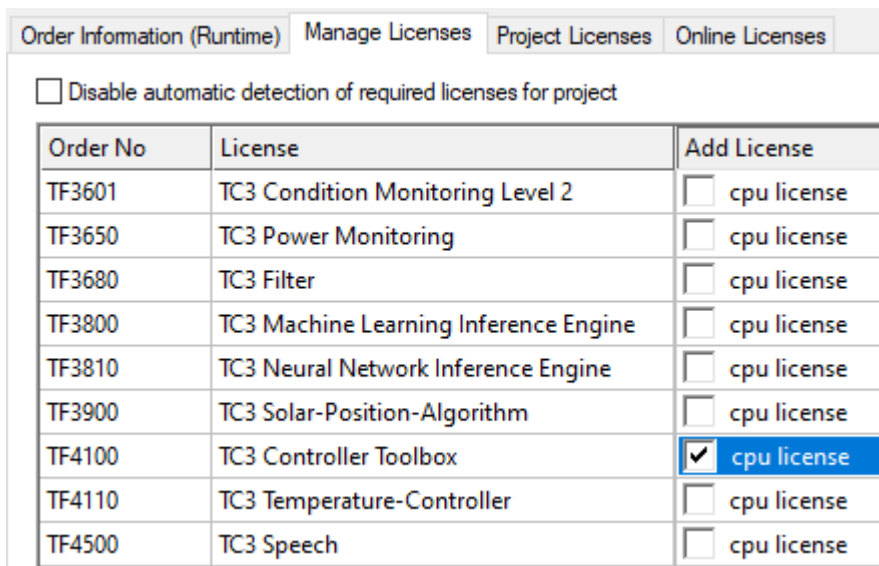 Order Information (Runtime) Manage Licenses Project Licenses Online Licenses
Disable automatic detection of required licenses for project
Order No License Add License
TF3601 TC3 Condition Monitoring Level 2 cpu license
TF3650 TC3 Power Monitoring cpu license
TF3680 TC3 Filter cpu license
TF3800 TC3 Machine Learning Inference Engine cpu license
TF3810 TC3 Neural Network Inference Engine cpu license
TF3900 TC3 Solar-Position-Algorithm cpu license
TF4100 TC3 Controller Toolbox cpu license
TF4110 TC3 Temperature-Controller cpu license
TF4500 TC3 Speech cpu license